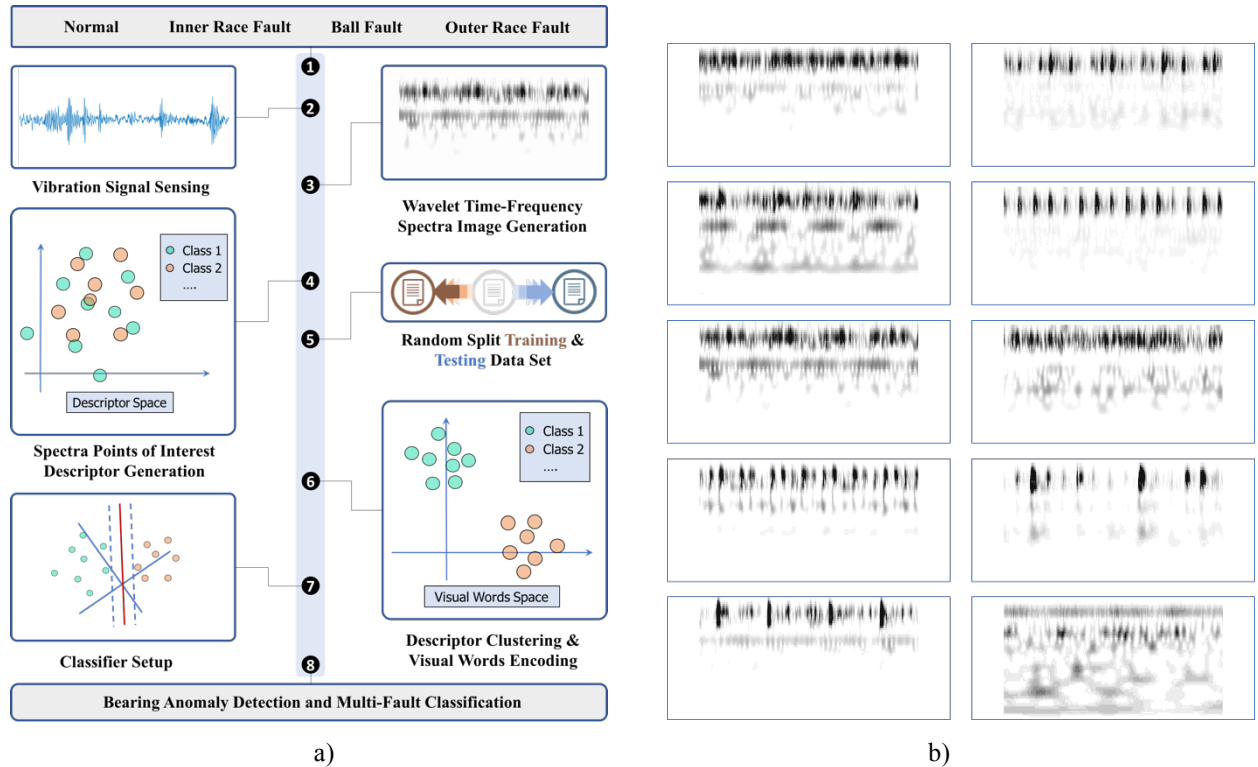 Normal Inner Race Fault Ball Fault Outer Race Fault
1
2
Vibration Signal Sensing
3
Wavelet Time-Frequency
Spectra Image Generation
Class 1
Class 2
....
Descriptor Space
4
Spectra Points of Interest
Descriptor Generation
5
Random Split Training &
Testing Data Set
Class 1
Class 2
....
Visual Words Space
6
Descriptor Clustering &
Visual Words Encoding
7
Classifier Setup
8
Bearing Anomaly Detection and Multi-Fault Classification
a)
b)